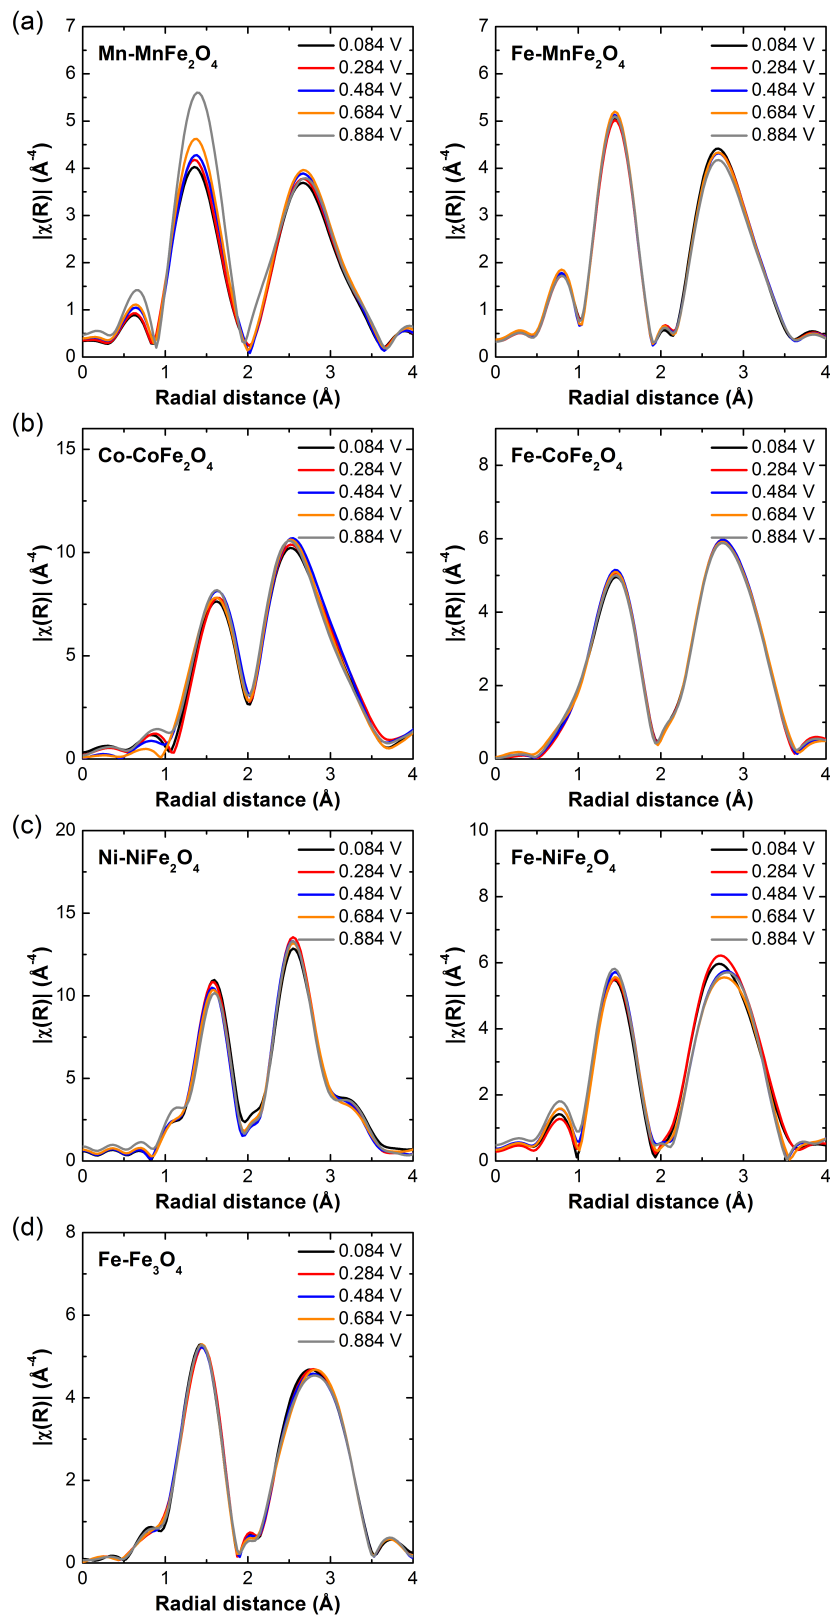 (a)
Mn-MnFe₂O₄
0.084 V
0.284 V
0.484 V
0.684 V
0.884 V
|χ(R)| (Å⁻⁴)
7
6
5
4
3
2
1
0
0 1 2 3 4
Radial distance (Å)
Fe-MnFe₂O₄
0.084 V
0.284 V
0.484 V
0.684 V
0.884 V
|χ(R)| (Å⁻⁴)
7
6
5
4
3
2
1
0
0 1 2 3 4
Radial distance (Å)
(b)
Co-CoFe₂O₄
0.084 V
0.284 V
0.484 V
0.684 V
0.884 V
|χ(R)| (Å⁻⁴)
15
10
5
0
0 1 2 3 4
Radial distance (Å)
Fe-CoFe₂O₄
0.084 V
0.284 V
0.484 V
0.684 V
0.884 V
|χ(R)| (Å⁻⁴)
8
6
4
2
0
0 1 2 3 4
Radial distance (Å)
(c)
Ni-NiFe₂O₄
0.084 V
0.284 V
0.484 V
0.684 V
0.884 V
|χ(R)| (Å⁻⁴)
20
15
10
5
0
0 1 2 3 4
Radial distance (Å)
Fe-NiFe₂O₄
0.084 V
0.284 V
0.484 V
0.684 V
0.884 V
|χ(R)| (Å⁻⁴)
10
8
6
4
2
0
0 1 2 3 4
Radial distance (Å)
(d)
Fe-Fe₃O₄
0.084 V
0.284 V
0.484 V
0.684 V
0.884 V
|χ(R)| (Å⁻⁴)
8
6
4
2
0
0 1 2 3 4
Radial distance (Å)